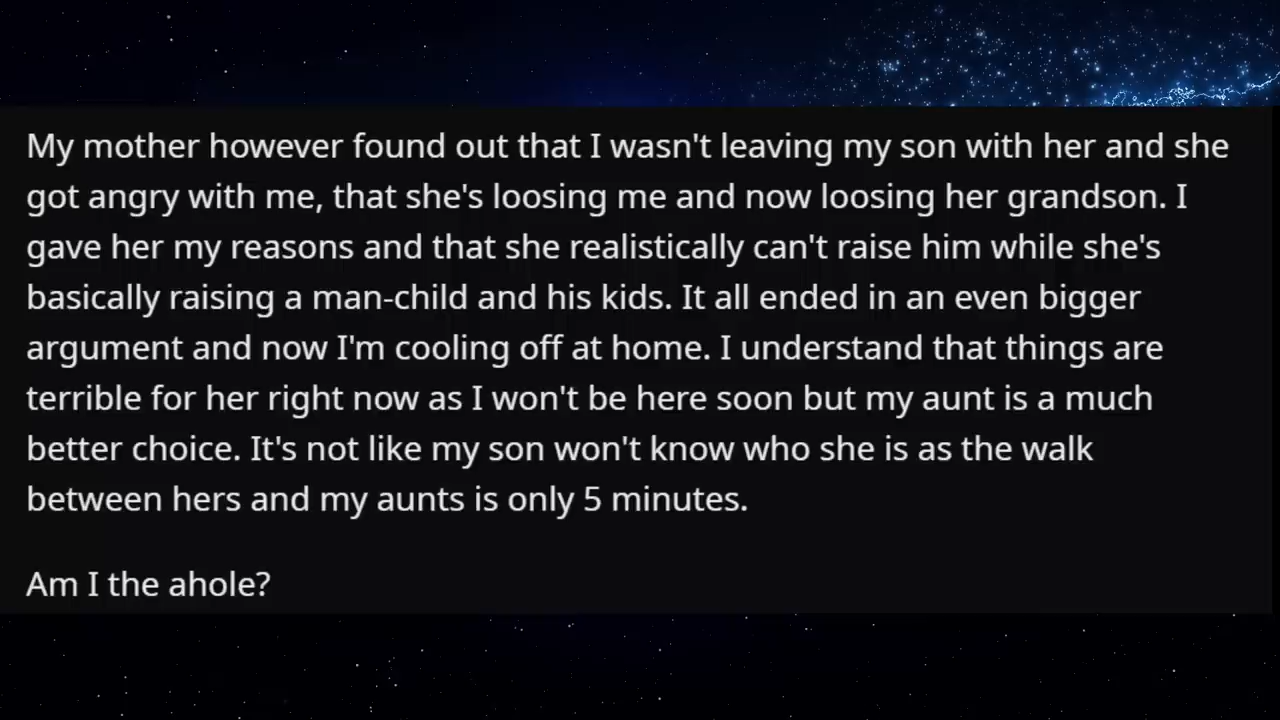 My mother however found out that I wasn't leaving my son with her and she
got angry with me, that she's loosing me and now loosing her grandson. I
gave her my reasons and that she realistically can't raise him while she's
basically raising a man-child and his kids. It all ended in an even bigger
argument and now I'm cooling off at home. I understand that things are
terrible for her right now as I won't be here soon but my aunt is a much
better choice. It's not like my son won't know who she is as the walk
between hers and my aunts is only 5 minutes.
Am I the ahole?